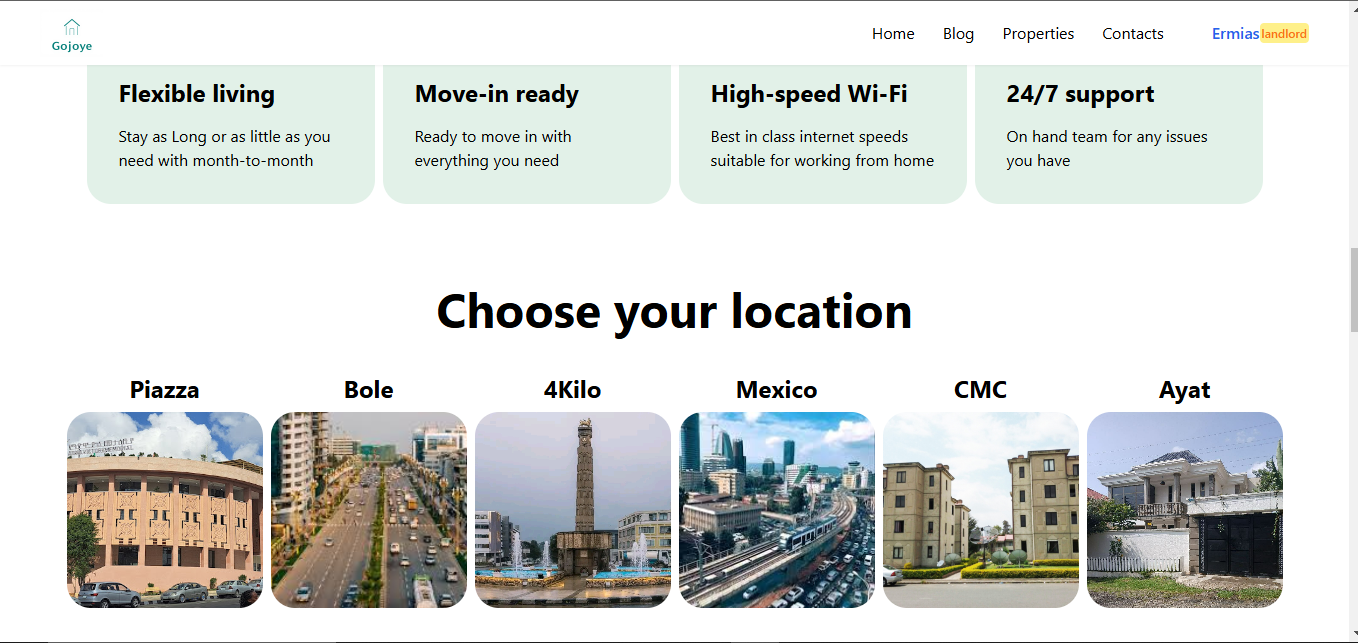 Gojoye
Home
Blog
Properties
Contacts
Ermias landlord
Flexible living
Stay as Long or as little as you
need with month-to-month
Move-in ready
Ready to move in with
everything you need
High-speed Wi-Fi
Best in class internet speeds
suitable for working from home
24/7 support
On hand team for any issues
you have
Choose your location
Piazza
Bole
4Kilo
Mexico
CMC
Ayat